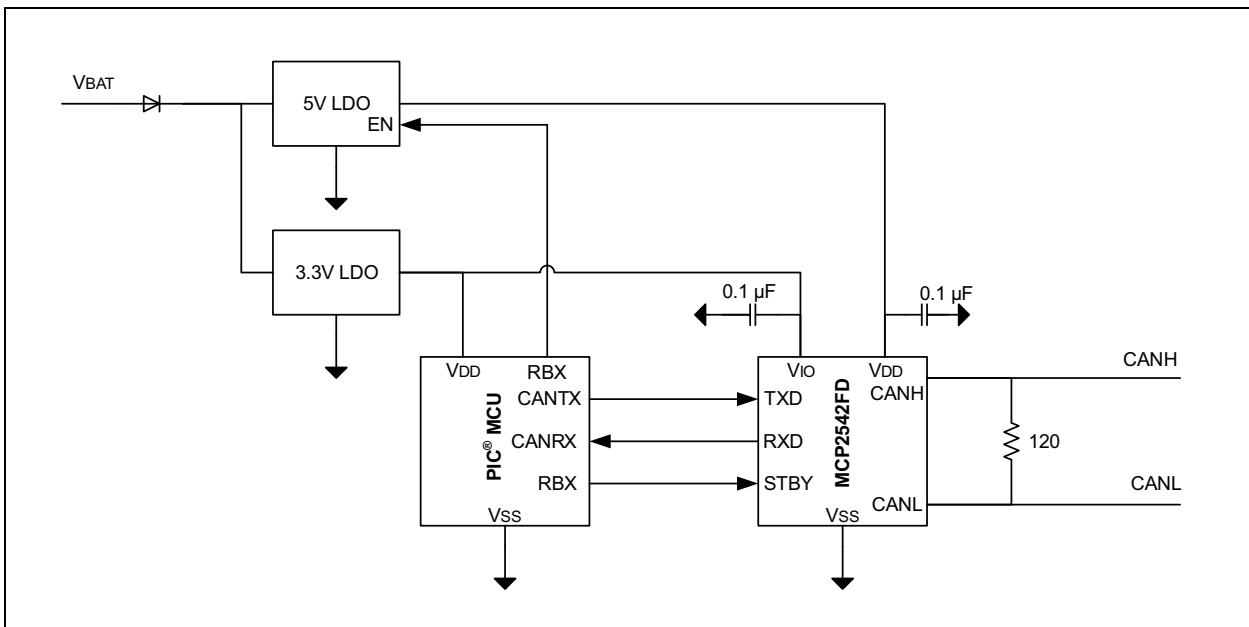 VBAT
5V LDO
EN
3.3V LDO
0.1 µF
0.1 µF
VDD
RBX
VIO
VDD
CANH
CANTX
TXD
CANH
PIC® MCU
CANRX
RXD
MCP2542FD
120
RBX
STBY
CANL
CANL
VSS
VSS